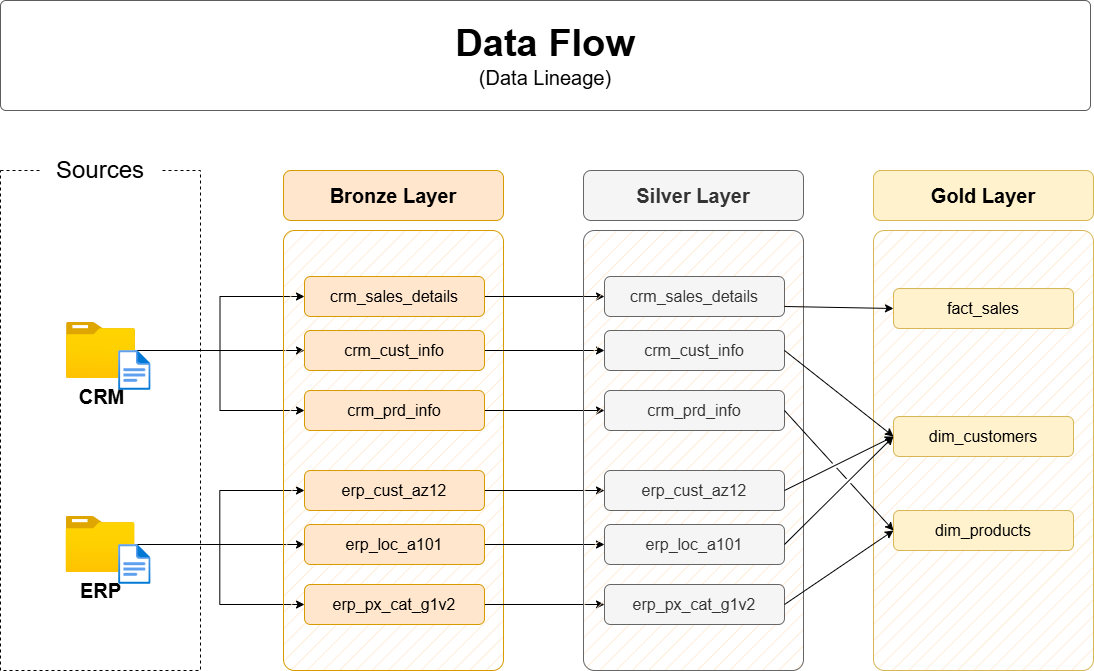 Data Flow
(Data Lineage)
Sources
Bronze Layer
Silver Layer
Gold Layer
crm_sales_details
crm_sales_details
fact_sales
crm_cust_info
crm_cust_info
CRM
crm_prd_info
crm_prd_info
dim_customers
erp_cust_az12
erp_cust_az12
dim_products
erp_loc_a101
erp_loc_a101
ERP
erp_px_cat_g1v2
erp_px_cat_g1v2